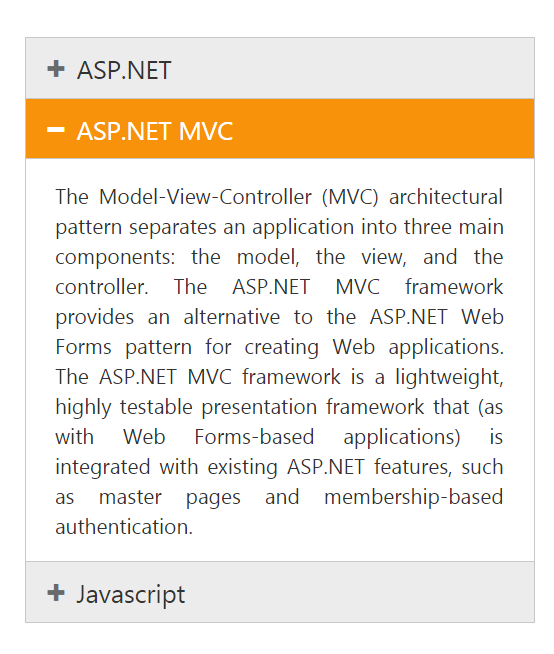 ASP.NET
ASP.NET MVC
The Model-View-Controller (MVC) architectural
pattern separates an application into three main
components: the model, the view, and the
controller. The ASP.NET MVC framework
provides an alternative to the ASP.NET Web
Forms pattern for creating Web applications.
The ASP.NET MVC framework is a lightweight,
highly testable presentation framework that (as
with Web Forms-based applications) is
integrated with existing ASP.NET features, such
as master pages and membership-based
authentication.
Javascript